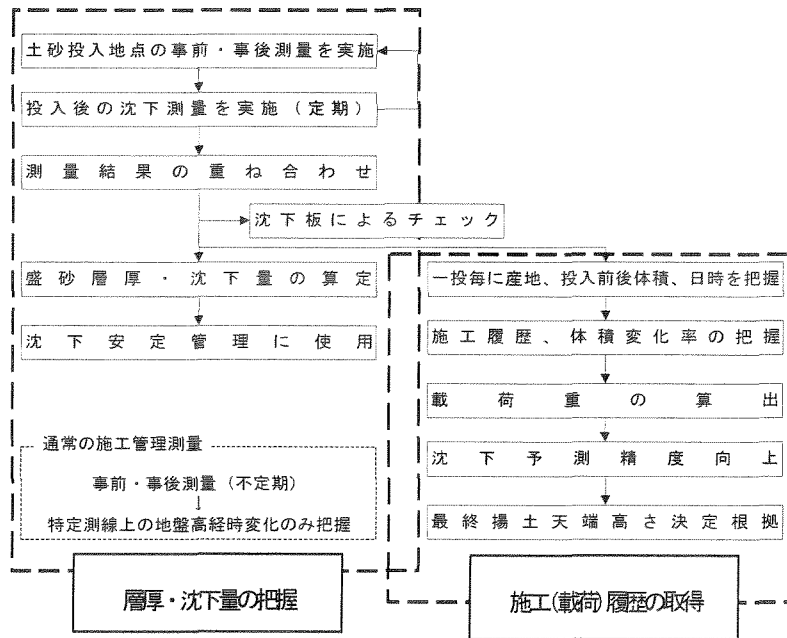 土砂投入地点の事前・事後測量を実施
投入後の沈下測量を実施（定期）
測量結果の重ね合わせ
沈下板によるチェック
盛砂層厚・沈下量の算定
沈下安定管理に使用
通常の施工管理測量
事前・事後測量（不定期）
特定測線上の地盤高経時変化のみ把握
層厚・沈下量の把握
一投毎に産地、投入前後体積、日時を把握
施工履歴、体積変化率の把握
載荷重の算出
沈下予測精度向上
最終揚土天端高さ決定根拠
施工(載荷)履歴の取得